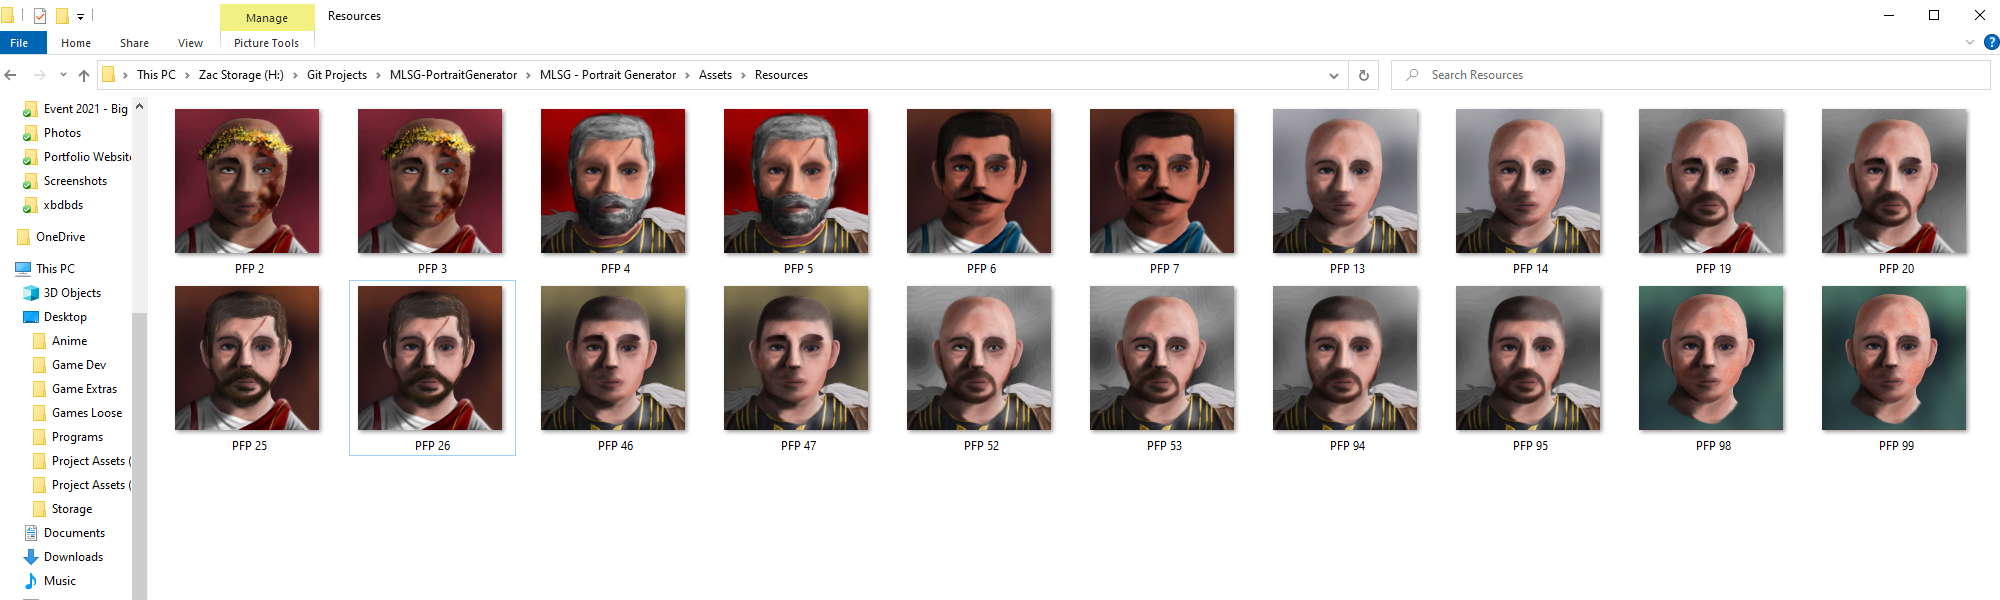 Manage
Resources
File
Home
Share
View
Picture Tools
This PC > Zac Storage (H:) > Git Projects > MLSG-PortraitGenerator > MLSG - Portrait Generator > Assets > Resources
Search Resources
Event 2021 - Big
Photos
Portfolio Website
Screenshots
xbdbds
OneDrive
This PC
3D Objects
Desktop
Anime
Game Dev
Game Extras
Games Loose
Programs
Project Assets (
Project Assets (
Storage
Documents
Downloads
Music
PFP 2
PFP 3
PFP 4
PFP 5
PFP 6
PFP 7
PFP 13
PFP 14
PFP 19
PFP 20
PFP 25
PFP 26
PFP 46
PFP 47
PFP 52
PFP 53
PFP 94
PFP 95
PFP 98
PFP 99